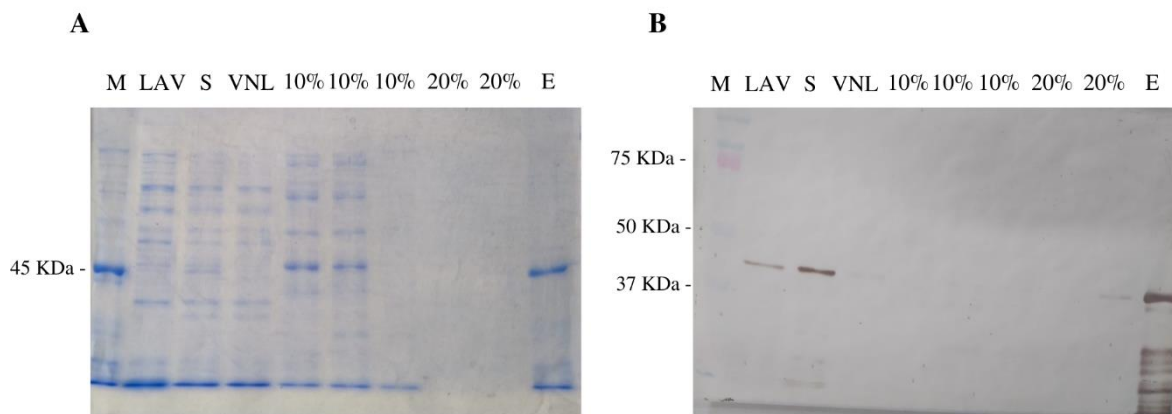 A
M LAV S VNL 10% 10% 10% 20% 20% E
45 KDa -
B
M LAV S VNL 10% 10% 10% 20% 20% E
75 KDa -
50 KDa -
37 KDa -